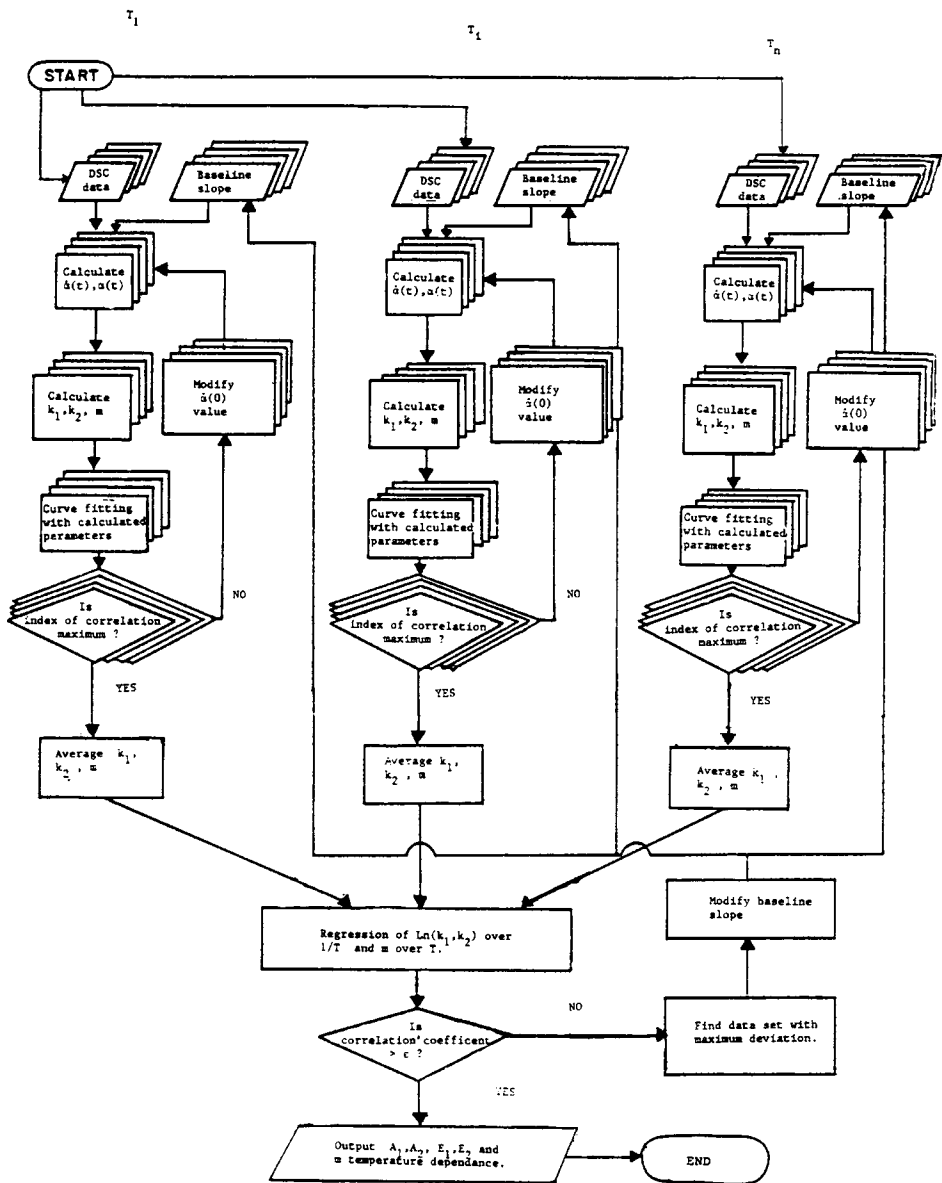 T1
Ti
Tn
START
DSC
data
Baseline
slope
Calculate
α̇(t),α(t)
Calculate
k1,k2, m
Modify
α̇(0)
value
Curve fitting
with calculated
parameters
Is
index of correlation
maximum ?
NO
YES
Average k1,
k2, m
DSC
data
Baseline
slope
Calculate
α̇(t),α(t)
Calculate
k1,k2, m
Modify
α̇(0)
value
Curve fitting
with calculated
parameters
Is
index of correlation
maximum ?
NO
YES
Average k1,
k2, m
DSC
data
Baseline
slope
Calculate
α̇(t),α(t)
Calculate
k1,k2, m
Modify
α̇(0)
value
Curve fitting
with calculated
parameters
Is
index of correlation
maximum ?
YES
Average k1,
k2, m
Regression of Ln(k1,k2) over
1/T and m over T.
Modify baseline
slope
Is
correlation coefficent
> ε ?
NO
Find data set with
maximum deviation.
YES
Output A1,A2, E1,E2 and
m temperature dependance.
END